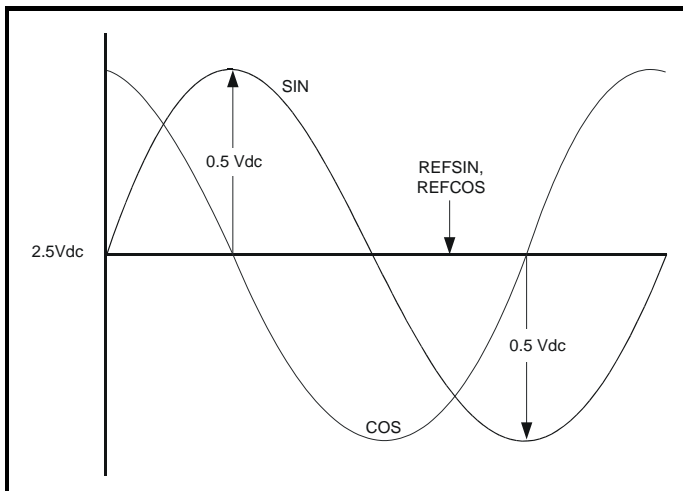 SIN
0.5 Vdc
REFSIN,
REFCOS
2.5Vdc
0.5 Vdc
COS